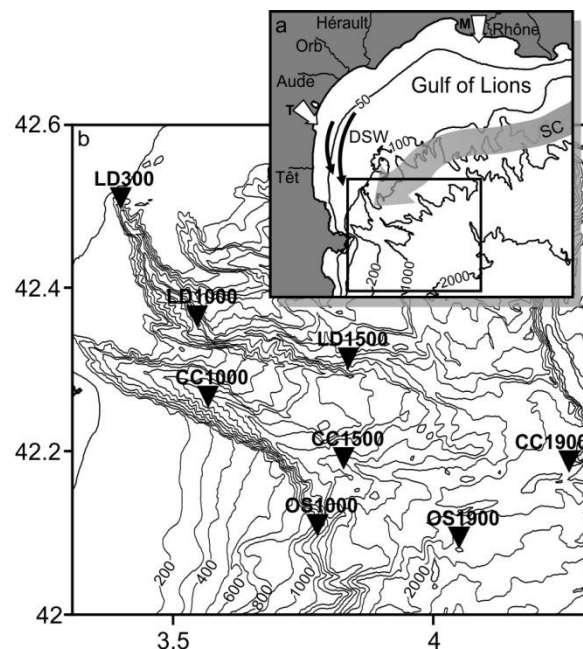 a
Hérault
M
Rhône
Orb
Aude
Gulf of Lions
T
50
DSW
SC
100
Têt
200
1000
2000
42.6
b
LD300
42.4
LD1000
LD1500
CC1000
42.2
CC1500
CC1900
OS1000
OS1900
200
400
600
800
1000
2000
42
3.5
4